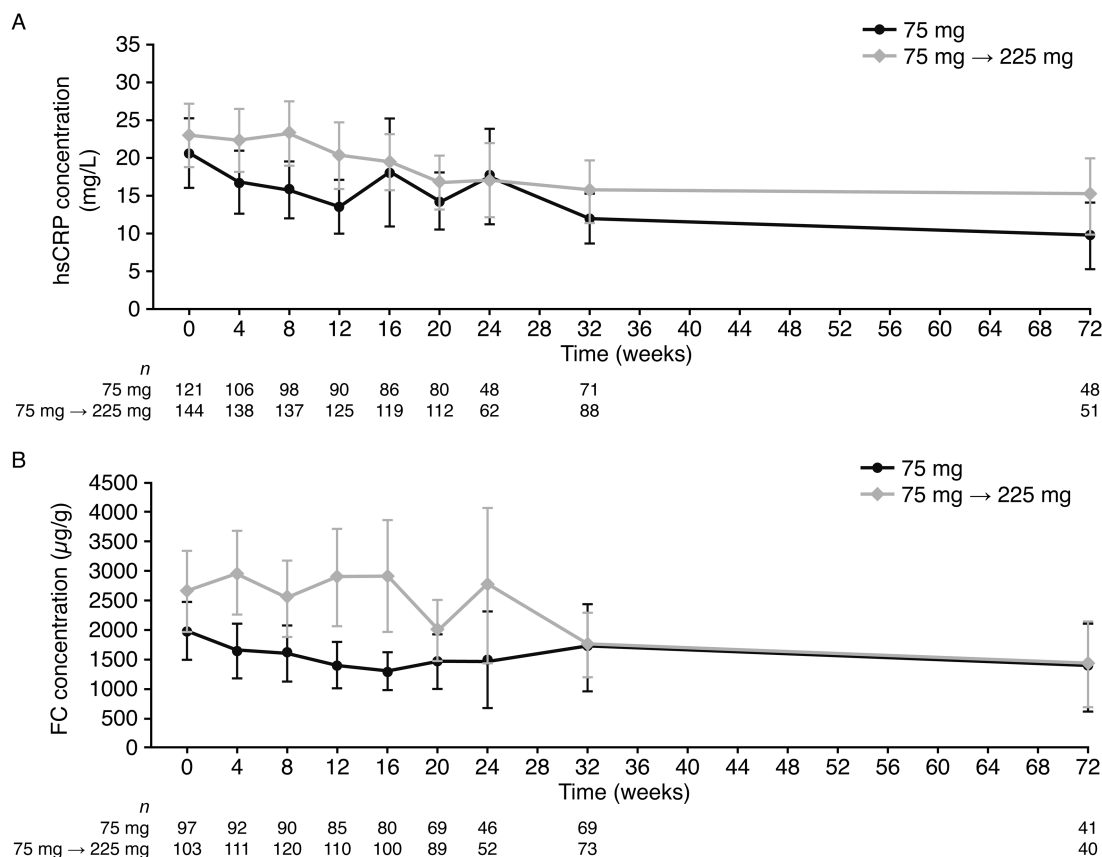 A
75 mg
75 mg → 225 mg
hsCRP concentration
(mg/L)
35
30
25
20
15
10
5
0
0 4 8 12 16 20 24 28 32 36 40 44 48 52 56 60 64 68 72
Time (weeks)
n
75 mg 121 106 98 90 86 80 48 71 48
75 mg → 225 mg 144 138 137 125 119 112 62 88 51
B
75 mg
75 mg → 225 mg
FC concentration (µg/g)
4500
4000
3500
3000
2500
2000
1500
1000
500
0
0 4 8 12 16 20 24 28 32 36 40 44 48 52 56 60 64 68 72
Time (weeks)
n
75 mg 97 92 90 85 80 69 46 69 41
75 mg → 225 mg 103 111 120 110 100 89 52 73 40